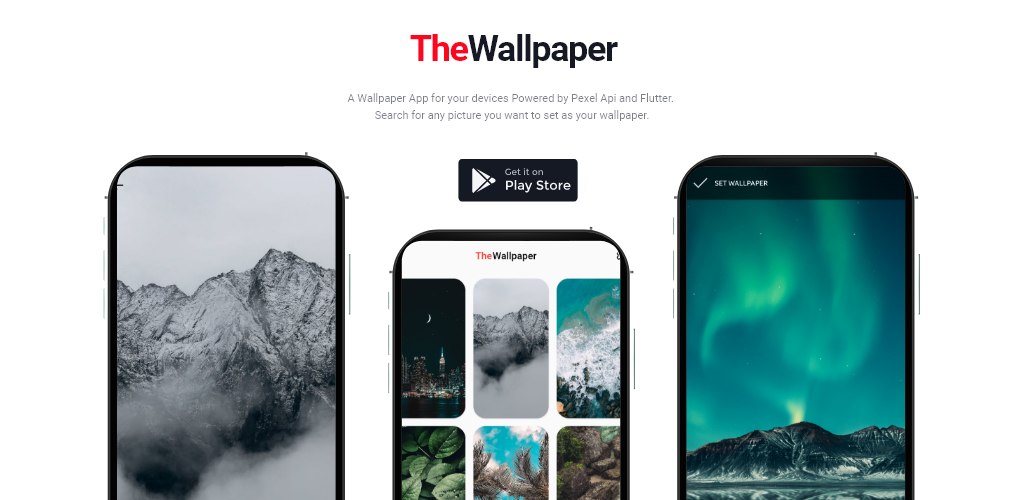 TheWallpaper
A Wallpaper App for your devices Powered by Pexel Api and Flutter.
Search for any picture you want to set as your wallpaper.
Get it on
Play Store
SET WALLPAPER
TheWallpaper